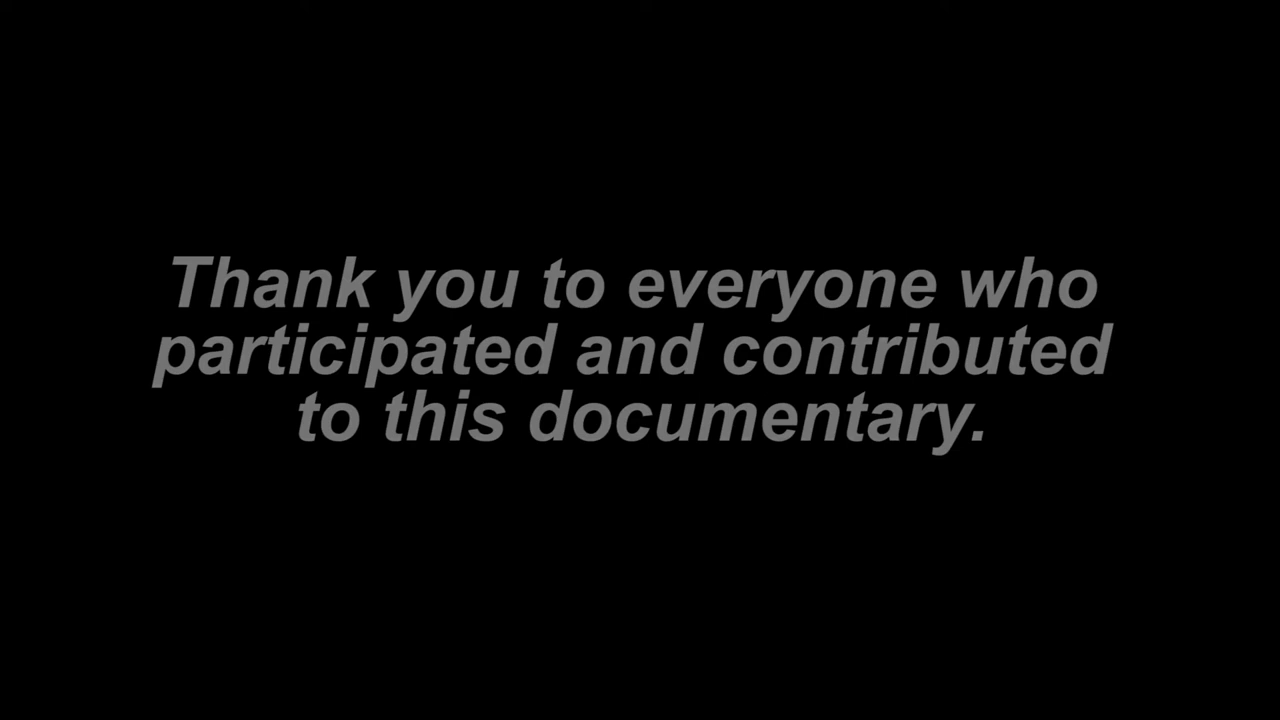 Thank you to everyone who
participated and contributed
to this documentary.